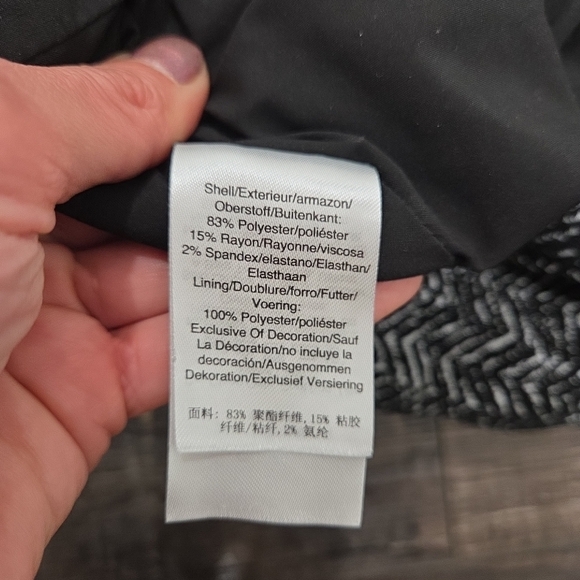 Shell/Exterieur/armazon/
Oberstoff/Buitenkant:
83% Polyester/poliéster
15% Rayon/Rayonne/viscosa
2% Spandex/elastano/Elasthan/
Elasthaan
Lining/Doublure/forro/Futter/
Voering:
100% Polyester/poliéster
Exclusive Of Decoration/Sauf
La Décoration/no incluye la
decoración/Ausgenommen
Dekoration/Exclusief Versiering
面料: 83% 聚酯纤维,15% 粘胶
纤维/粘纤,2% 氨纶